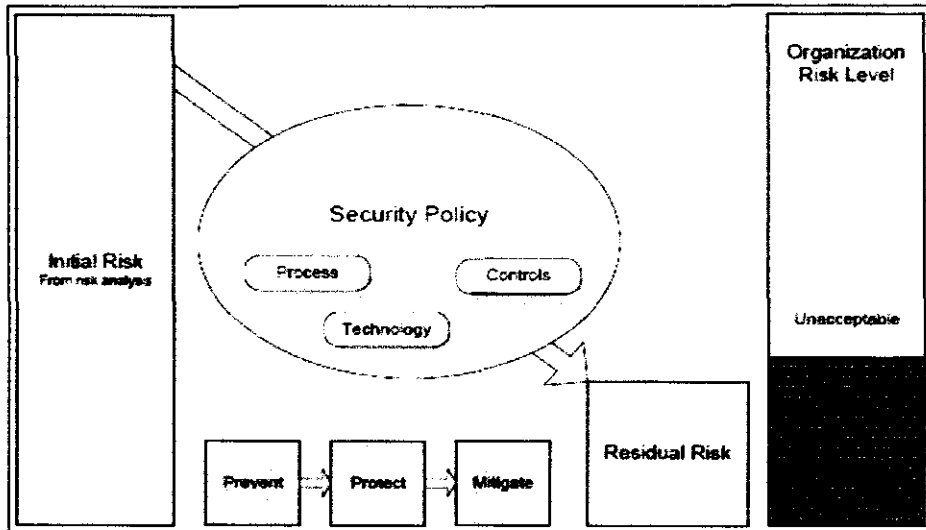 Organization
Risk Level
Security Policy
Initial Risk
From risk analysis
Process
Controls
Technology
Unacceptable
Residual Risk
Prevent
Protect
Mitigate